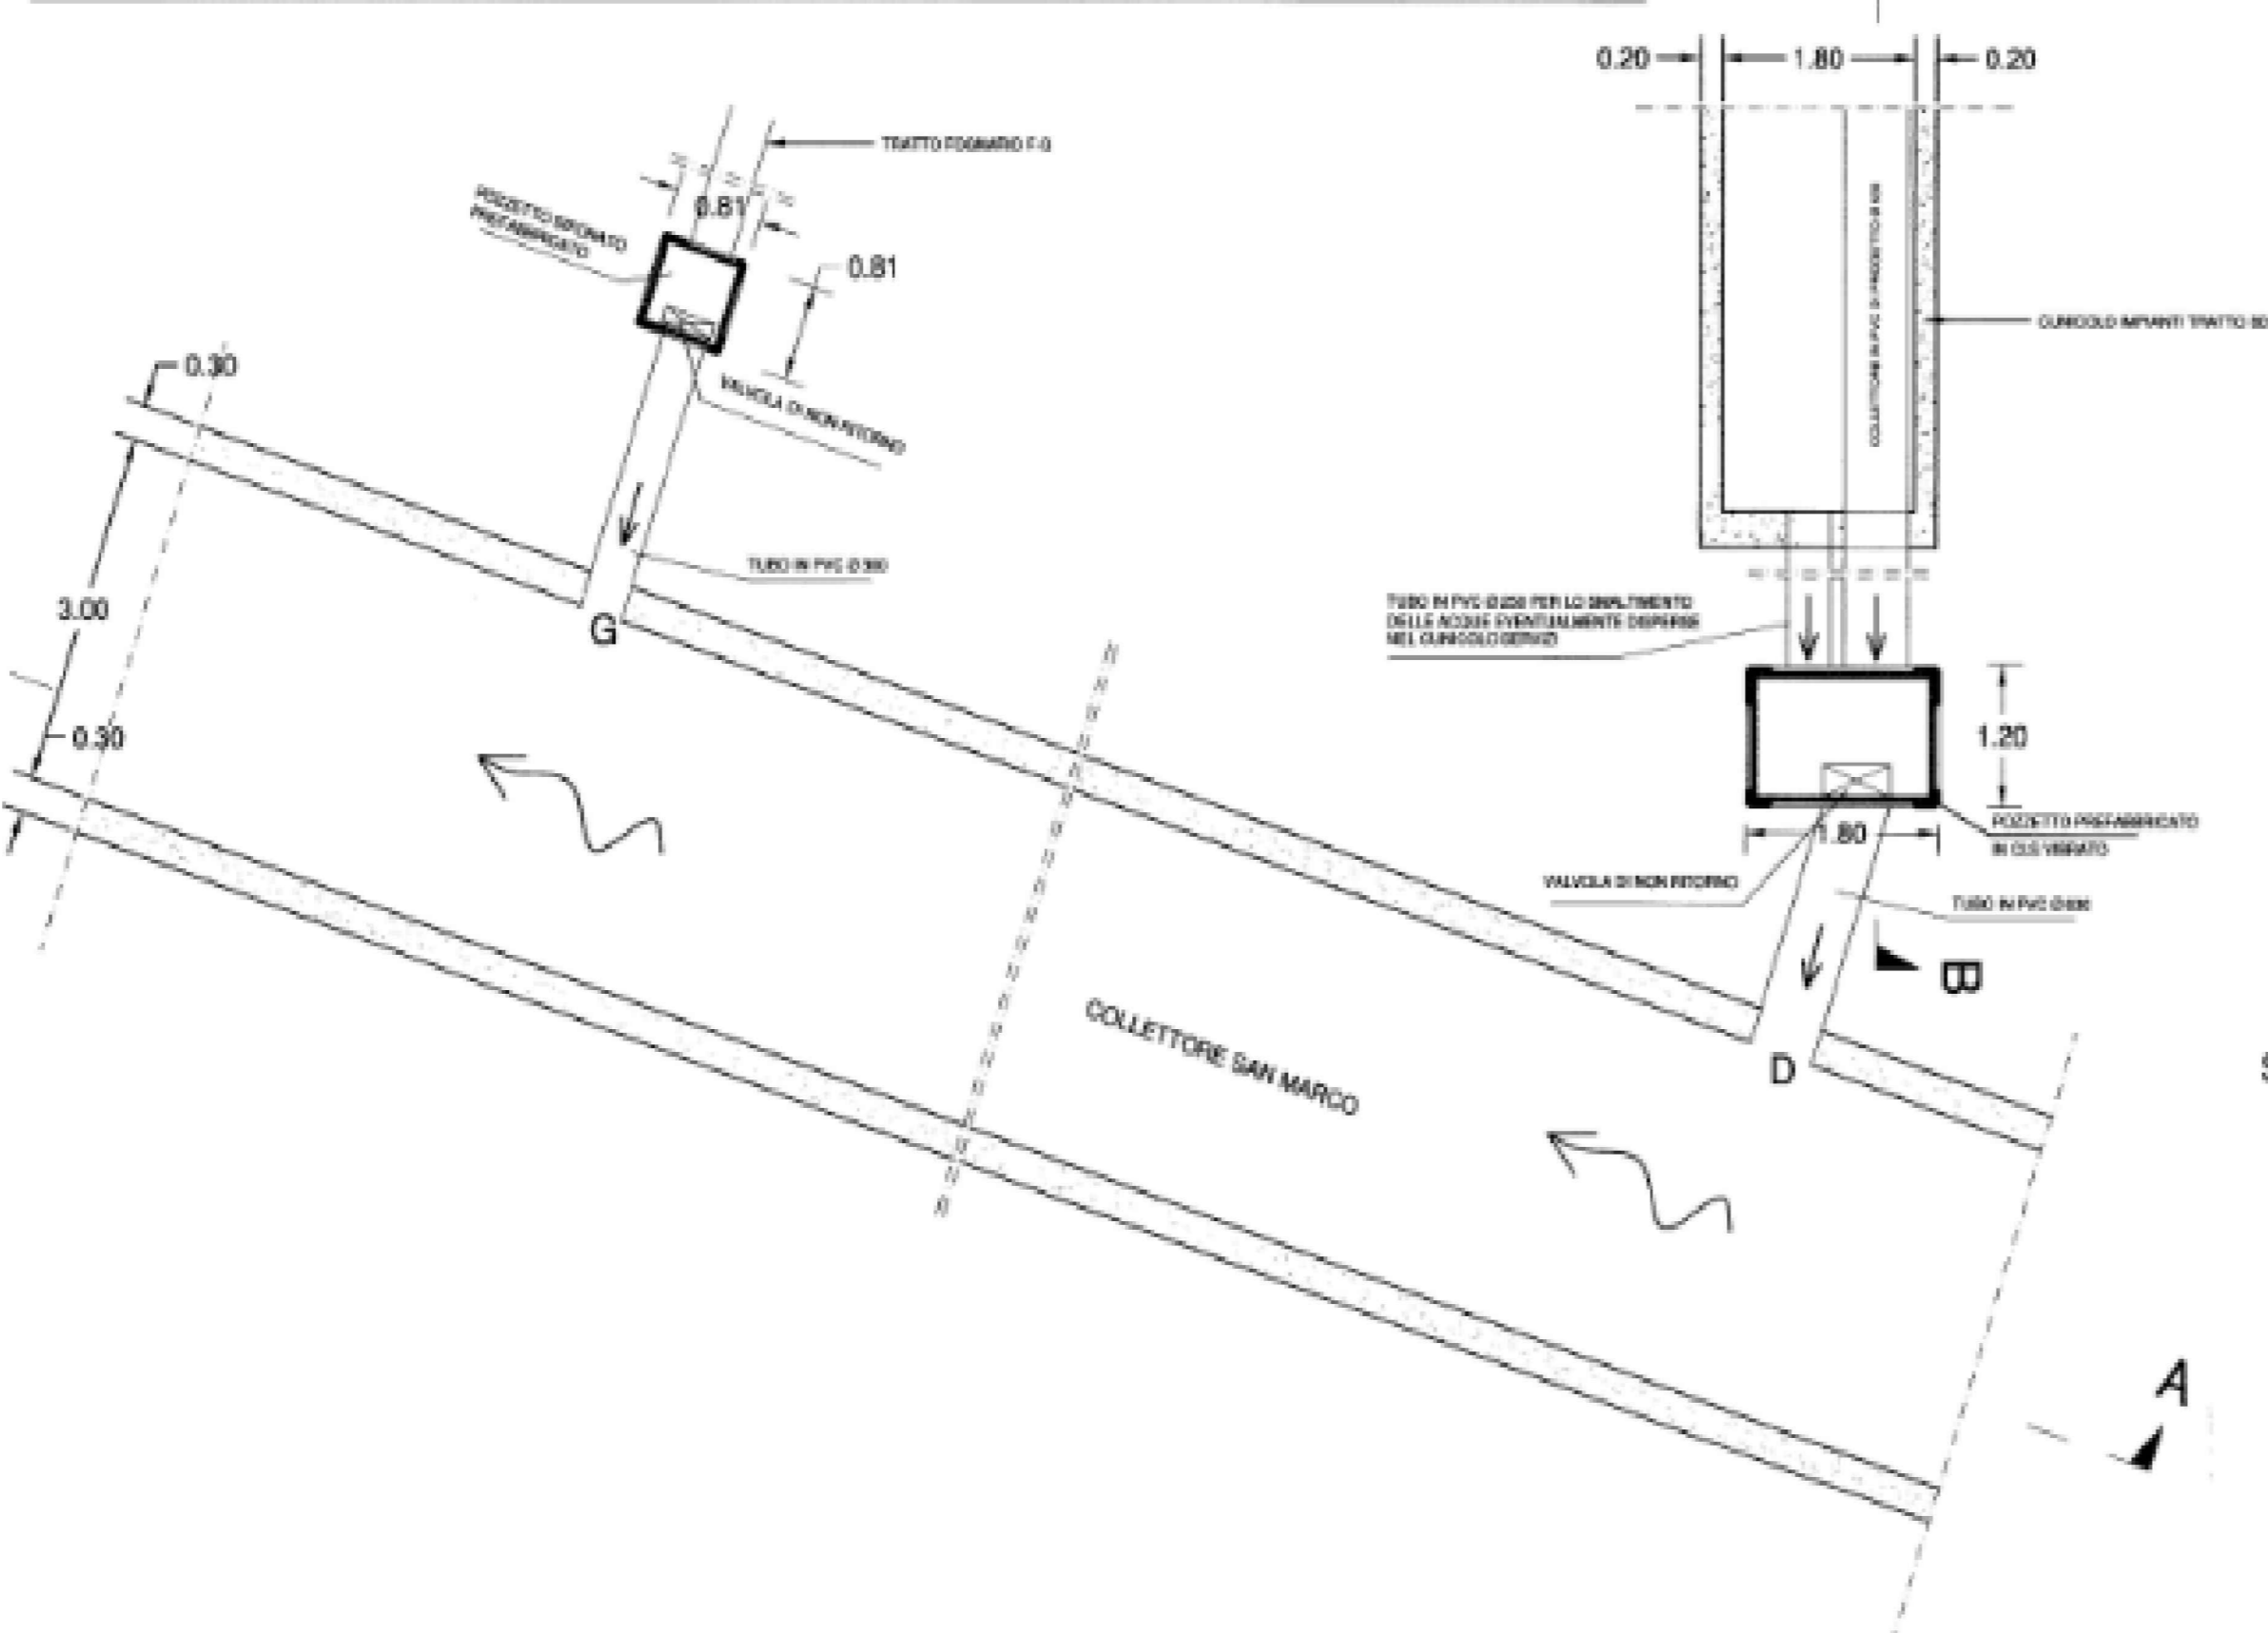 0.20
1.80
0.20
TRATTO FOGNARIO F-G
0.81
POZZETTO SIFONATO
PREFABBRICATO
0.81
CUNICOLO IMPIANTI TRATTO
0.30
VALVOLA DI NON RITORNO
TUBO IN PVC Ø
3.00
G
TUBO IN PVC Ø 250 PER LO SMALTIMENTO
DELLE ACQUE EVENTUALMENTE DISPERSE
NEL CUNICOLO SERVIZI
0.30
1.20
1.80
POZZETTO PREFABBRICATO
IN CLS VIBRATO
VALVOLA DI NON RITORNO
TUBO IN PVC Ø
B
COLLETTORE SAN MARCO
D
S
A